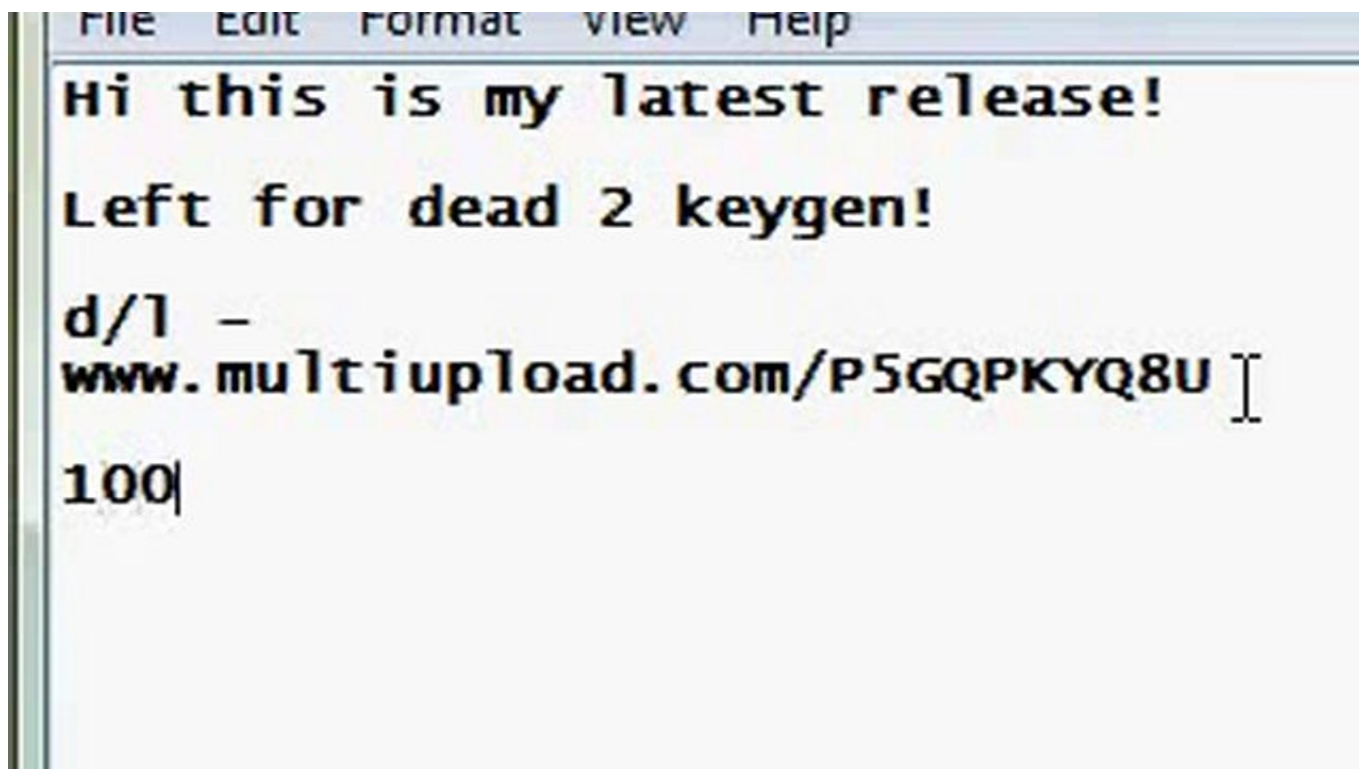 File Edit Format View Help
Hi this is my latest release!
Left for dead 2 keygen!
d/l -
www.multiupload.com/P5GQPKYQ8U
100